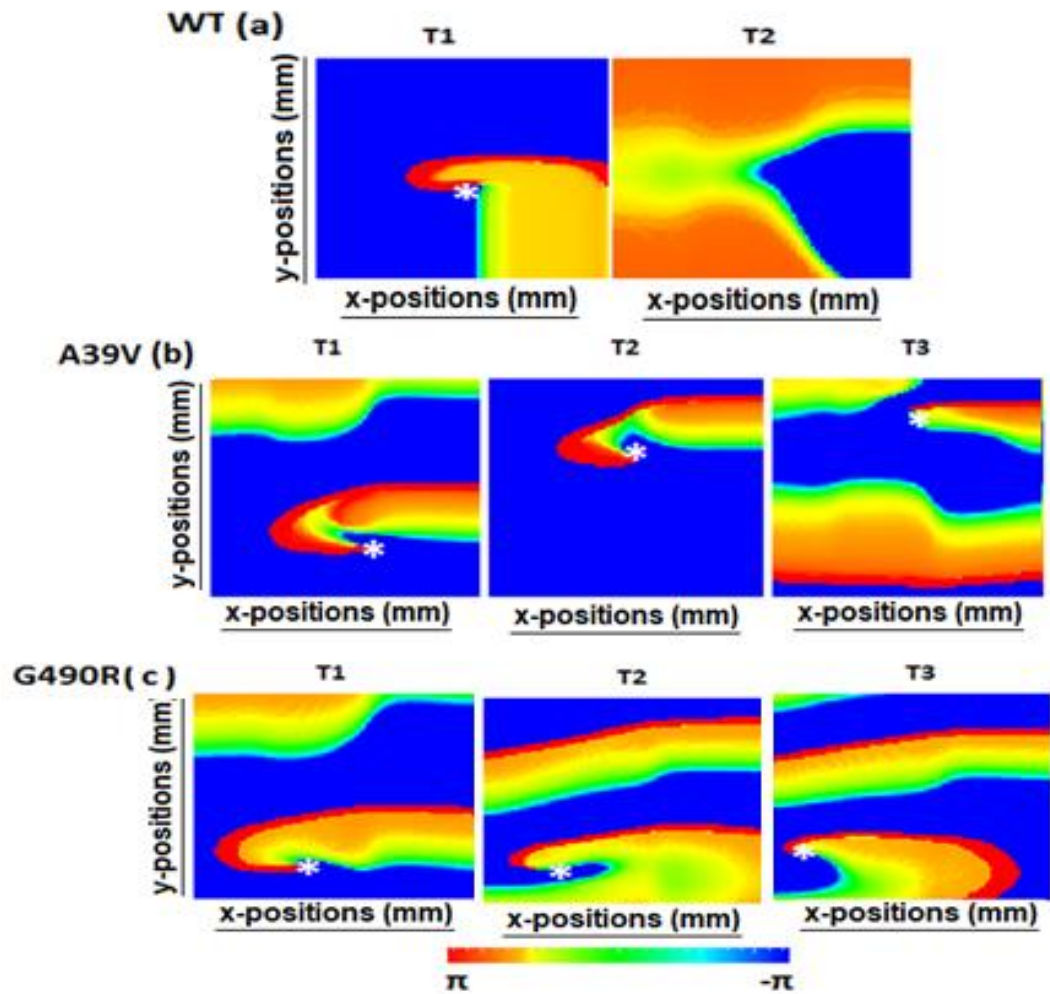 WT (a)
T1
T2
y-positions (mm)
x-positions (mm)
x-positions (mm)
A39V (b)
T1
T2
T3
y-positions (mm)
x-positions (mm)
x-positions (mm)
x-positions (mm)
G490R( c )
T1
T2
T3
y-positions (mm)
x-positions (mm)
x-positions (mm)
x-positions (mm)
π
-π